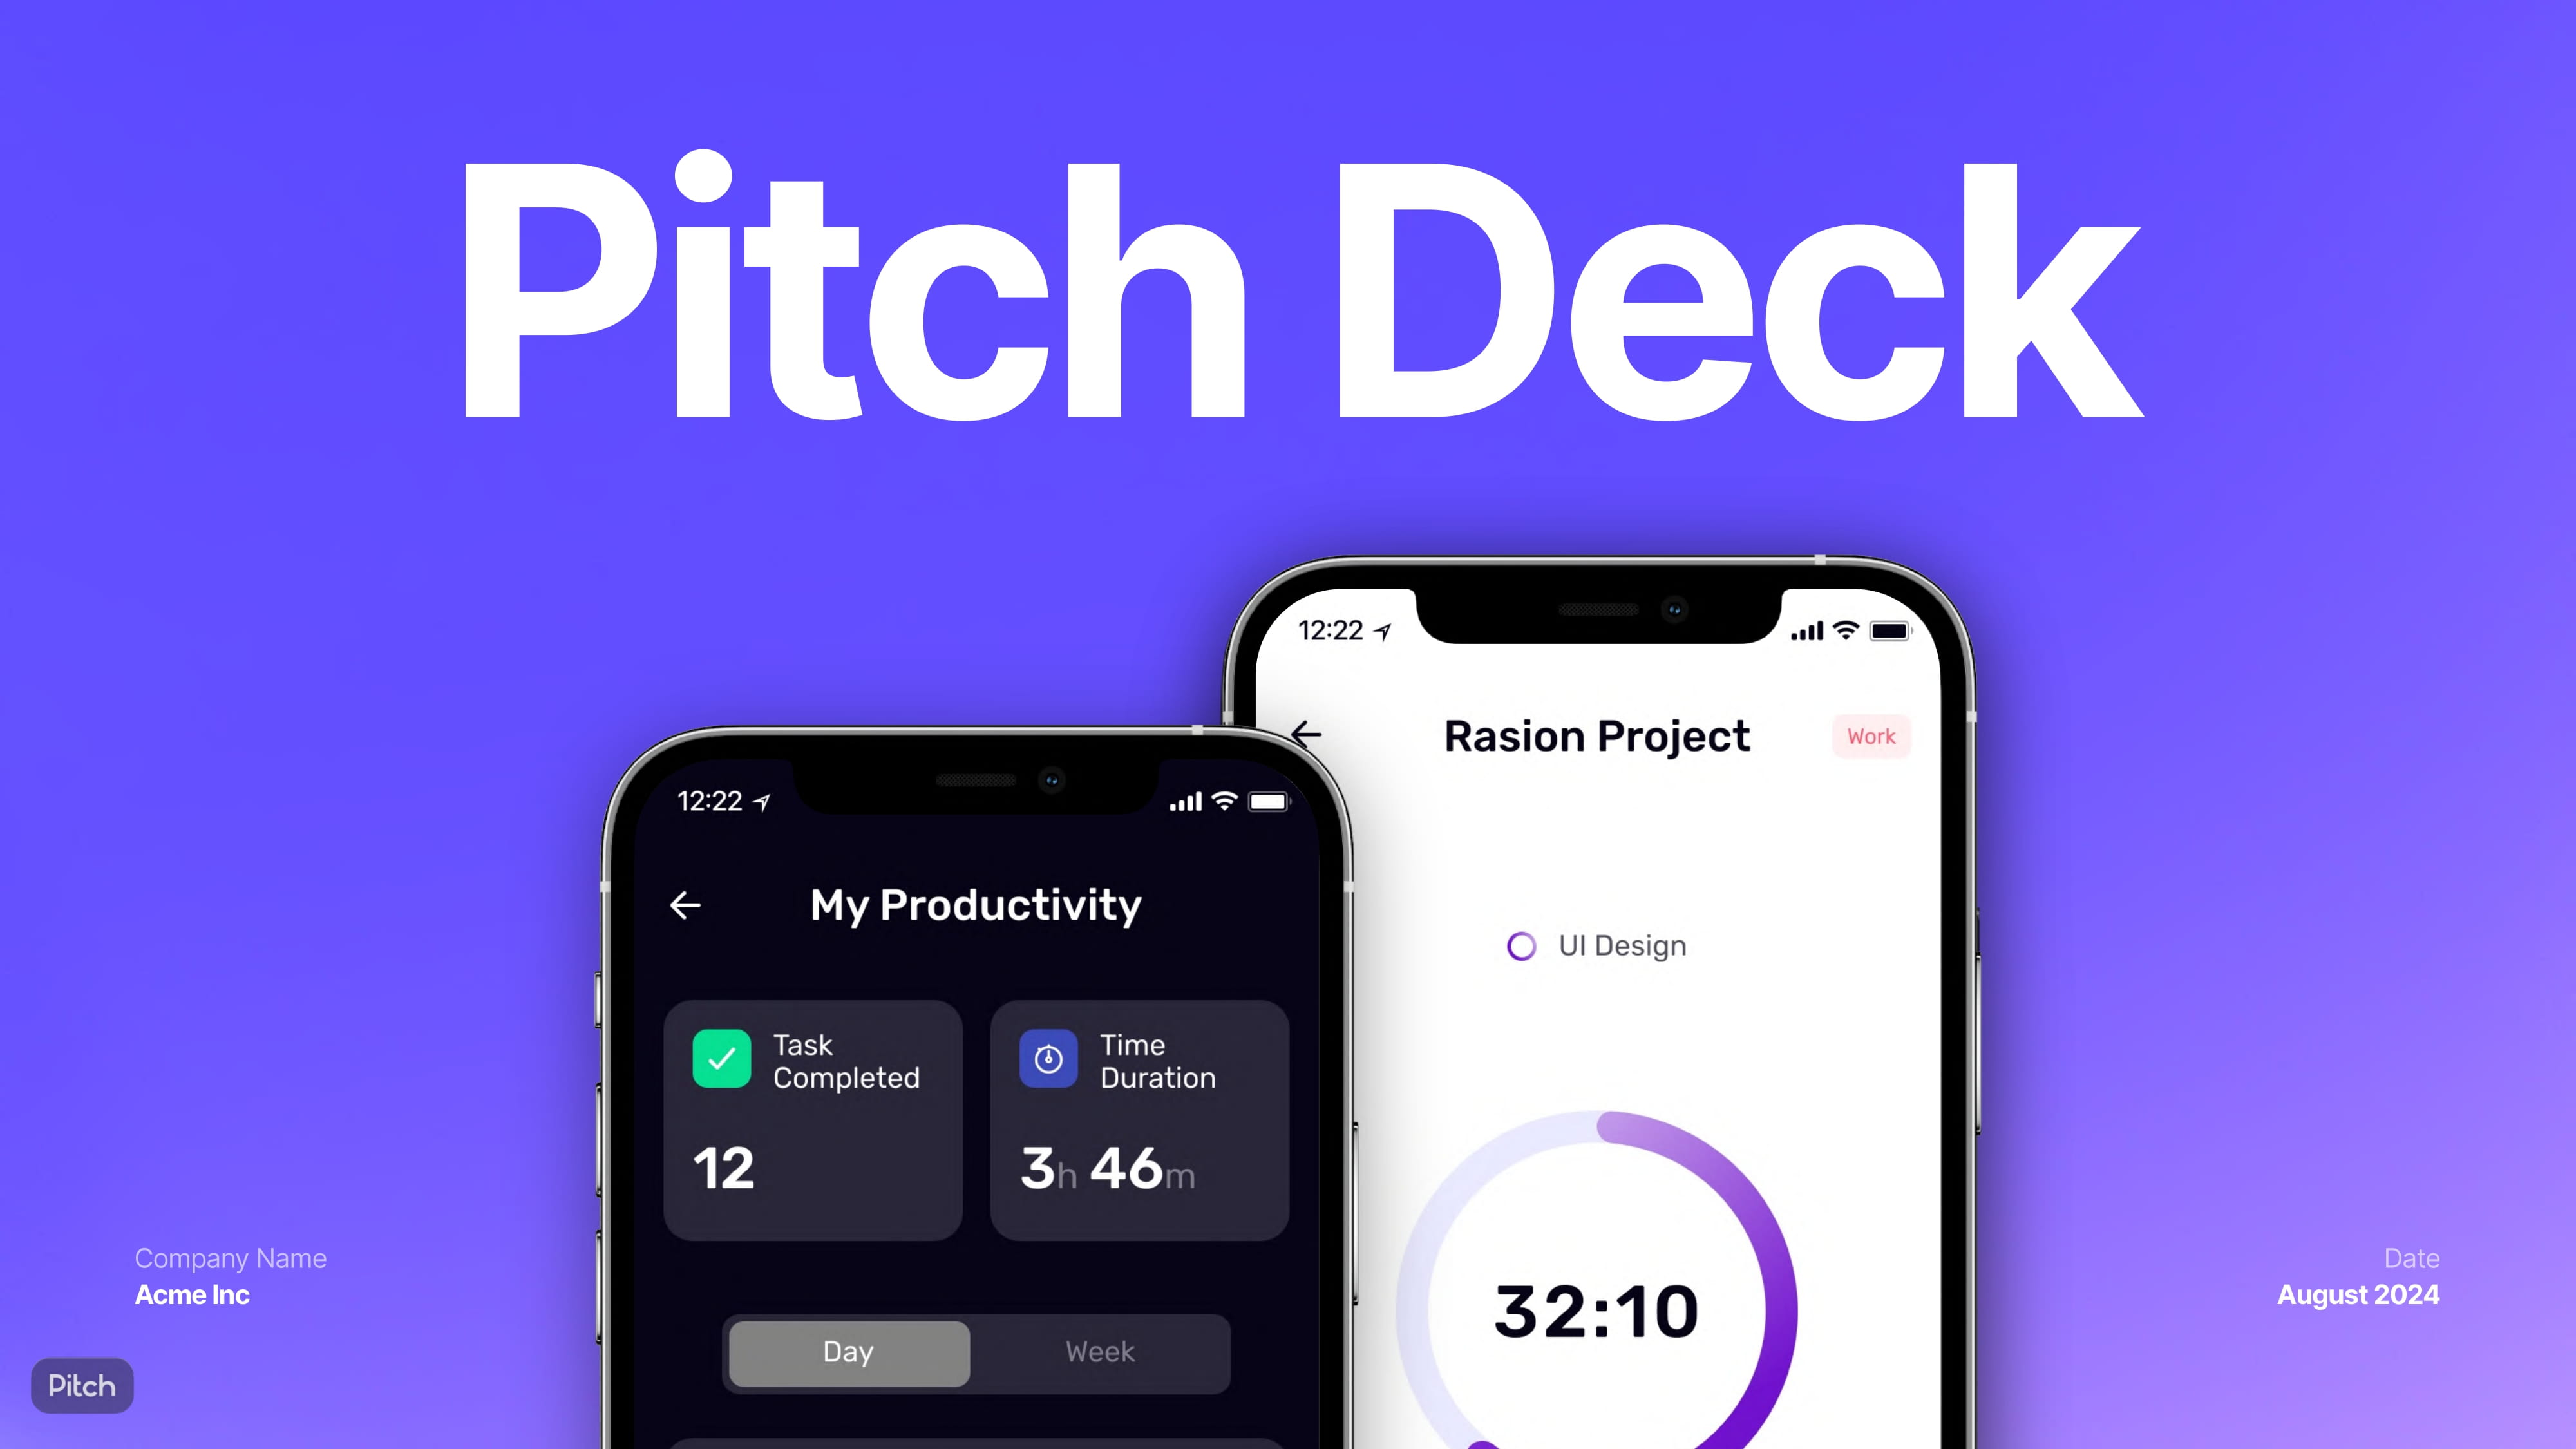 Pitch Deck
12:22
Rasion Project
Work
UI Design
32:10
12:22
My Productivity
Task
Completed
12
Time
Duration
3h 46m
Day
Week
Company Name
Acme Inc
Date
August 2024
Pitch